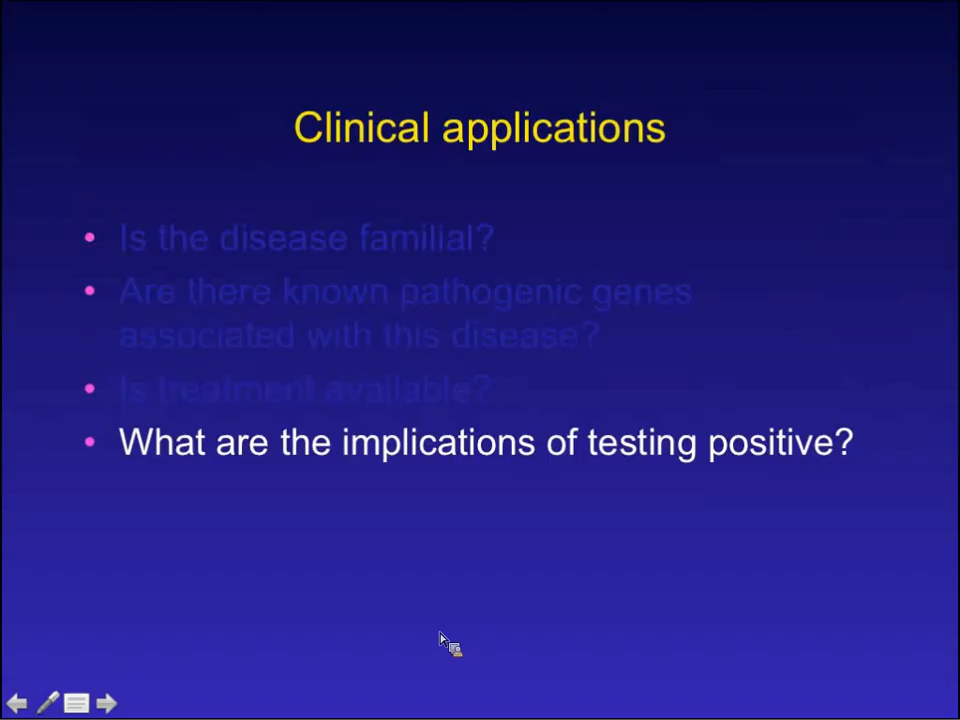 Clinical applications
• Is the disease familial?
• Are there known pathogenic genes
associated with this disease?
• Is treatment available?
• What are the implications of testing positive?